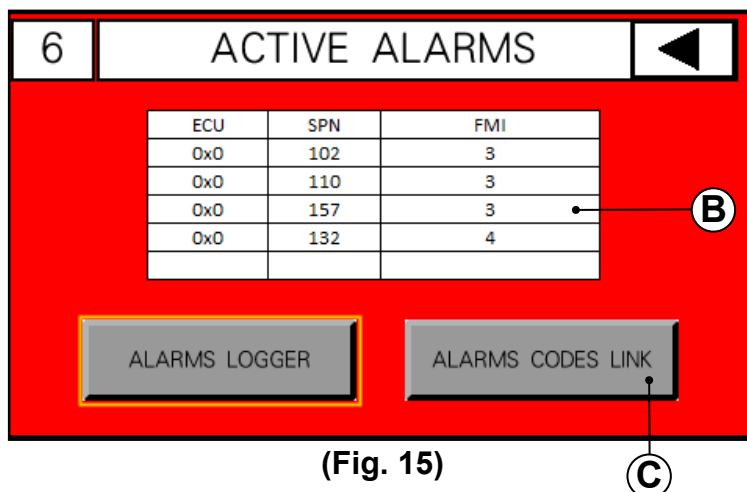 6 ACTIVE ALARMS
ECU SPN FMI
0x0 102 3
0x0 110 3
0x0 157 3
B
0x0 132 4
ALARMS LOGGER ALARMS CODES LINK
(Fig. 15)
C